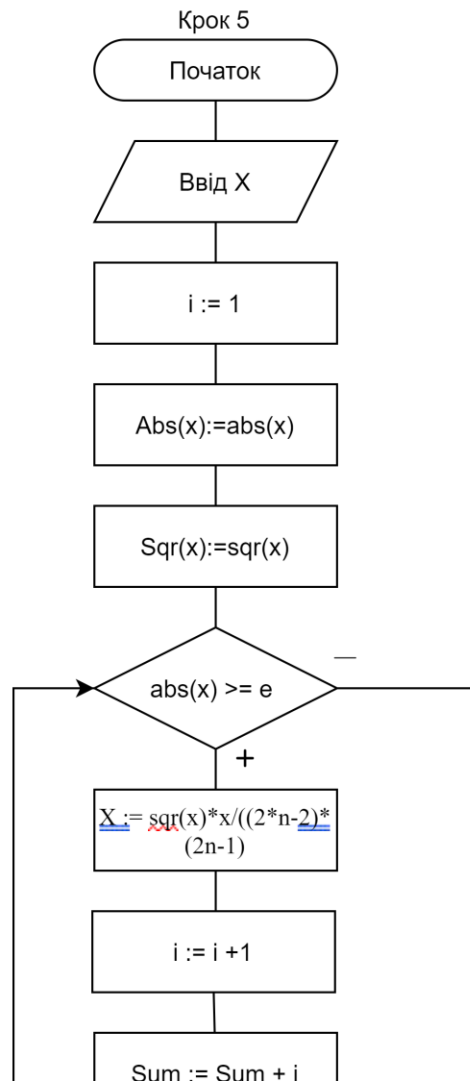 Крок 5
Початок
Ввід X
i := 1
Abs(x):=abs(x)
Sqr(x):=sqr(x)
abs(x) >= e
—
+
X := sqr(x)*x/((2*n-2)*
(2n-1)
i := i +1
Sum := Sum + i